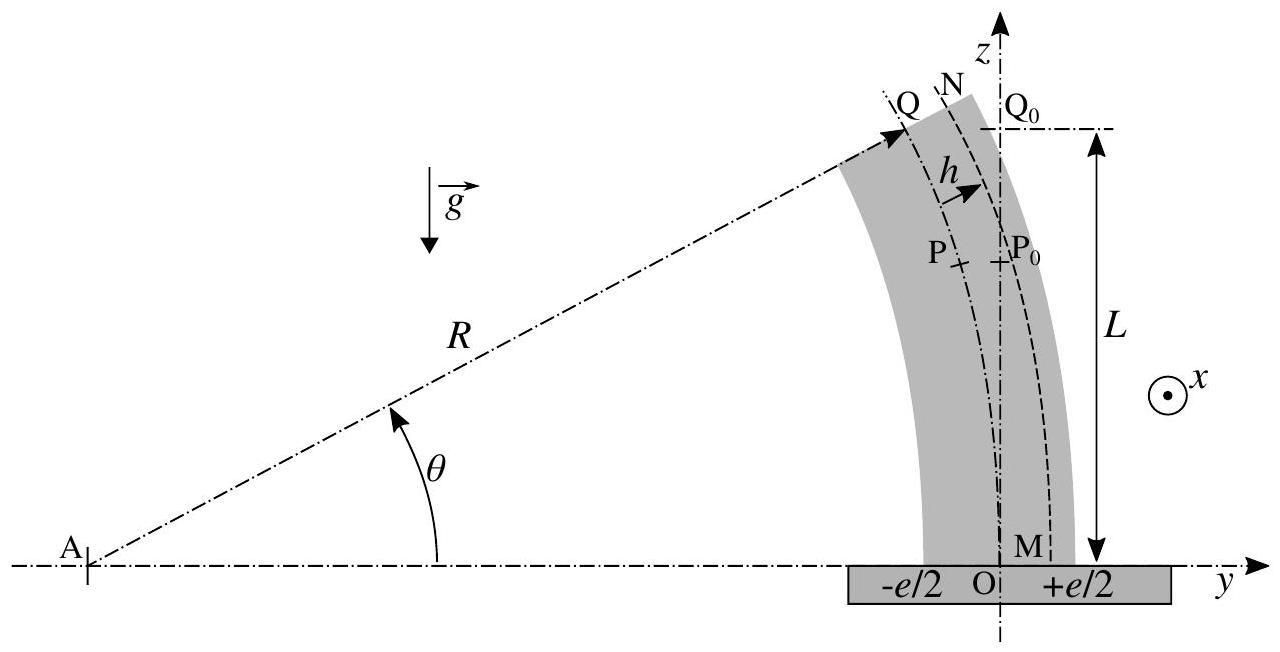 z
Q N Q₀
h
g
P P₀
R
L
x
θ
A M
-e/2 O +e/2 y